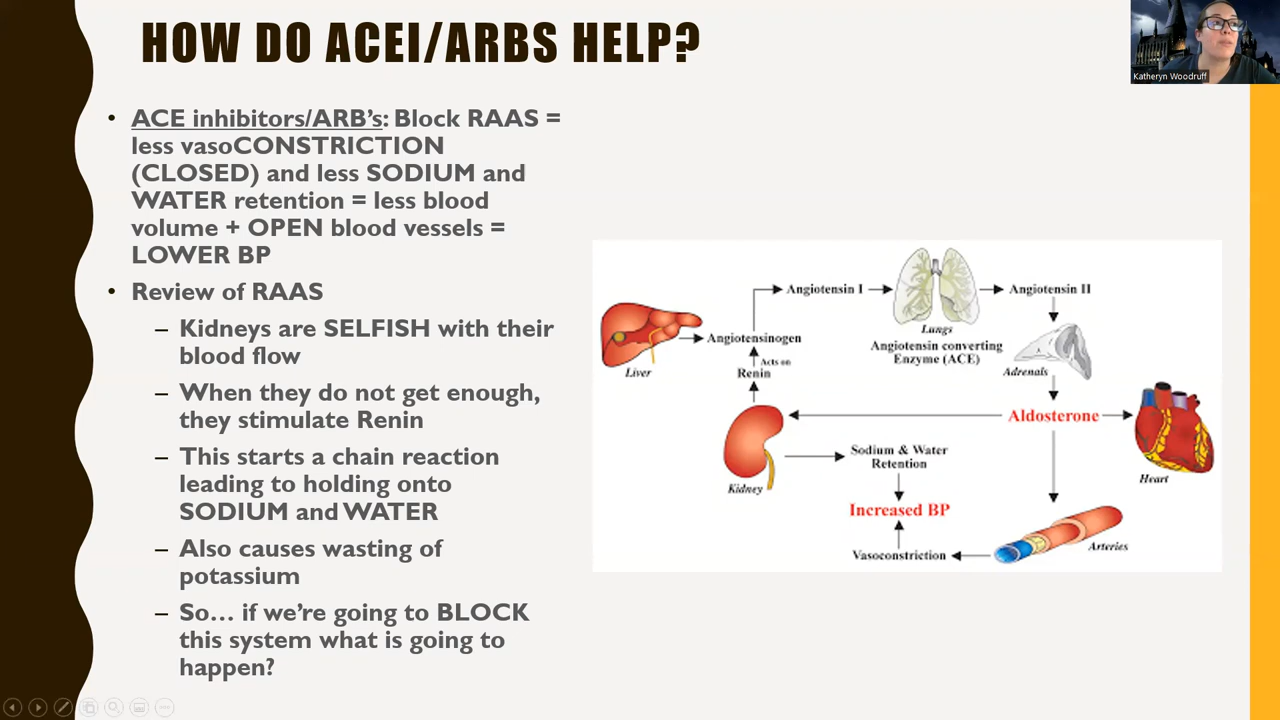 HOW DO ACEI/ARBS HELP?
Katheryn Woodruff
• ACE inhibitors/ARB's: Block RAAS =
less vasoCONSTRICTION
(CLOSED) and less SODIUM and
WATER retention = less blood
volume + OPEN blood vessels =
LOWER BP
• Review of RAAS
– Kidneys are SELFISH with their
blood flow
– When they do not get enough,
they stimulate Renin
– This starts a chain reaction
leading to holding onto
SODIUM and WATER
– Also causes wasting of
potassium
– So… if we're going to BLOCK
this system what is going to
happen?
Angiotensin I
Angiotensin II
Lungs
Angiotensinogen
Angiotensin converting
Enzyme (ACE)
Liver
Acts on
Renin
Adrenals
Aldosterone
Sodium & Water
Retention
Kidney
Heart
Increased BP
Arteries
Vasoconstriction